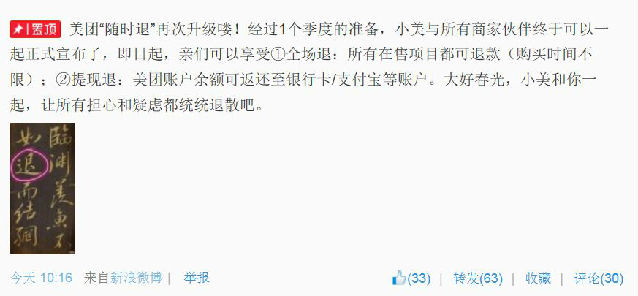 置顶 美团“随时退”再次升级喽！经过1个季度的准备，小美与所有商家伙伴终于可以一
起正式宣布了，即日起，亲们可以享受①全场退：所有在售项目都可退款（购买时间不
限）；②提现退：美团账户余额可返还至银行卡/支付宝等账户。大好春光，小美和你一
起，让所有担心和疑虑都统统退散吧。
臨渊羡魚不
如退而结網
今天 10:16 来自新浪微博 | 举报 (33) | 转发(63) | 收藏 | 评论(30)